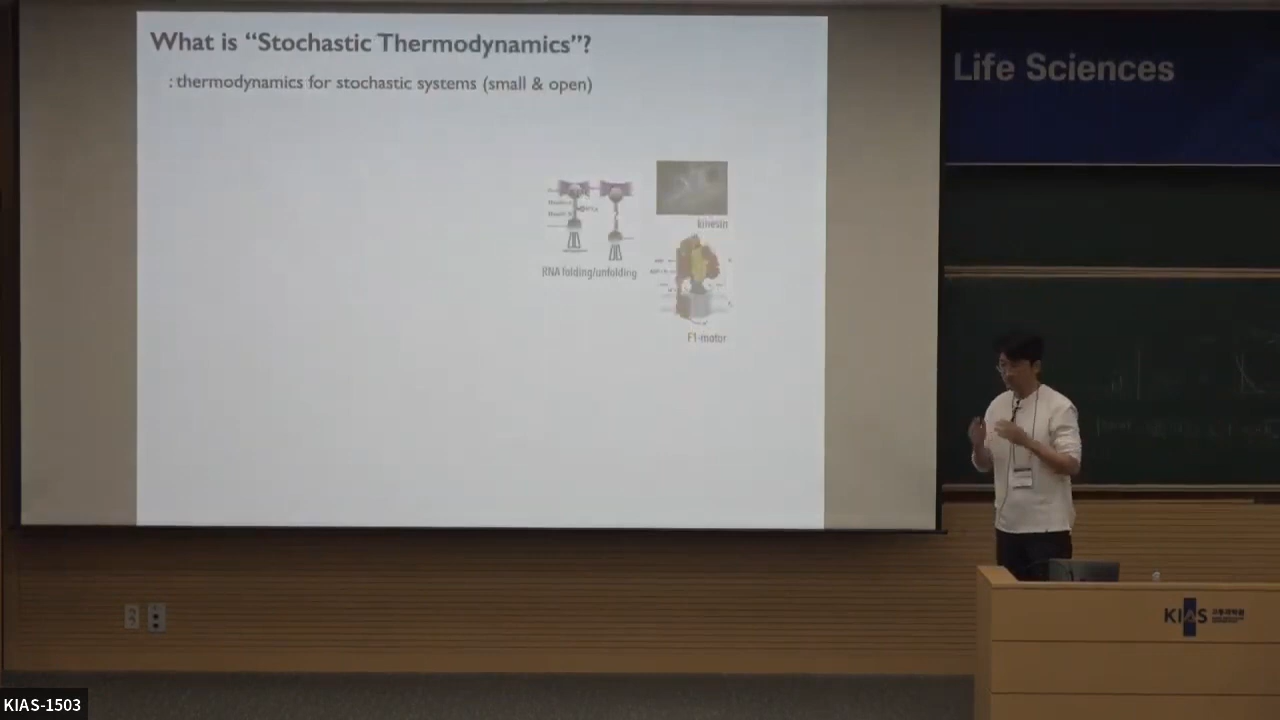 What is “Stochastic Thermodynamics”?
: thermodynamics for stochastic systems (small & open)
Life Sciences
kinesin
RNA folding/unfolding
F1-motor
KIAS
KIAS-1503